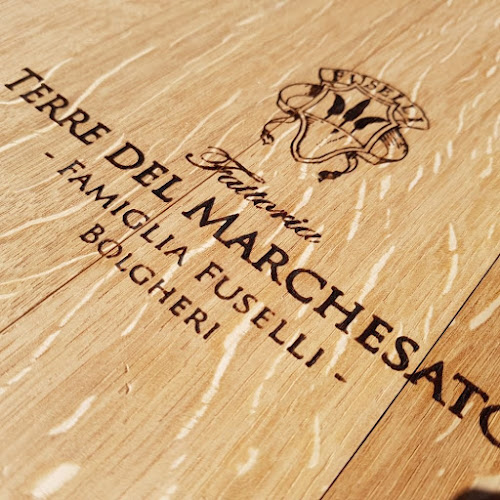 FUSELLI
Fattoria
TERRE DEL MARCHESATO
- FAMIGLIA FUSELLI -
BOLGHERI